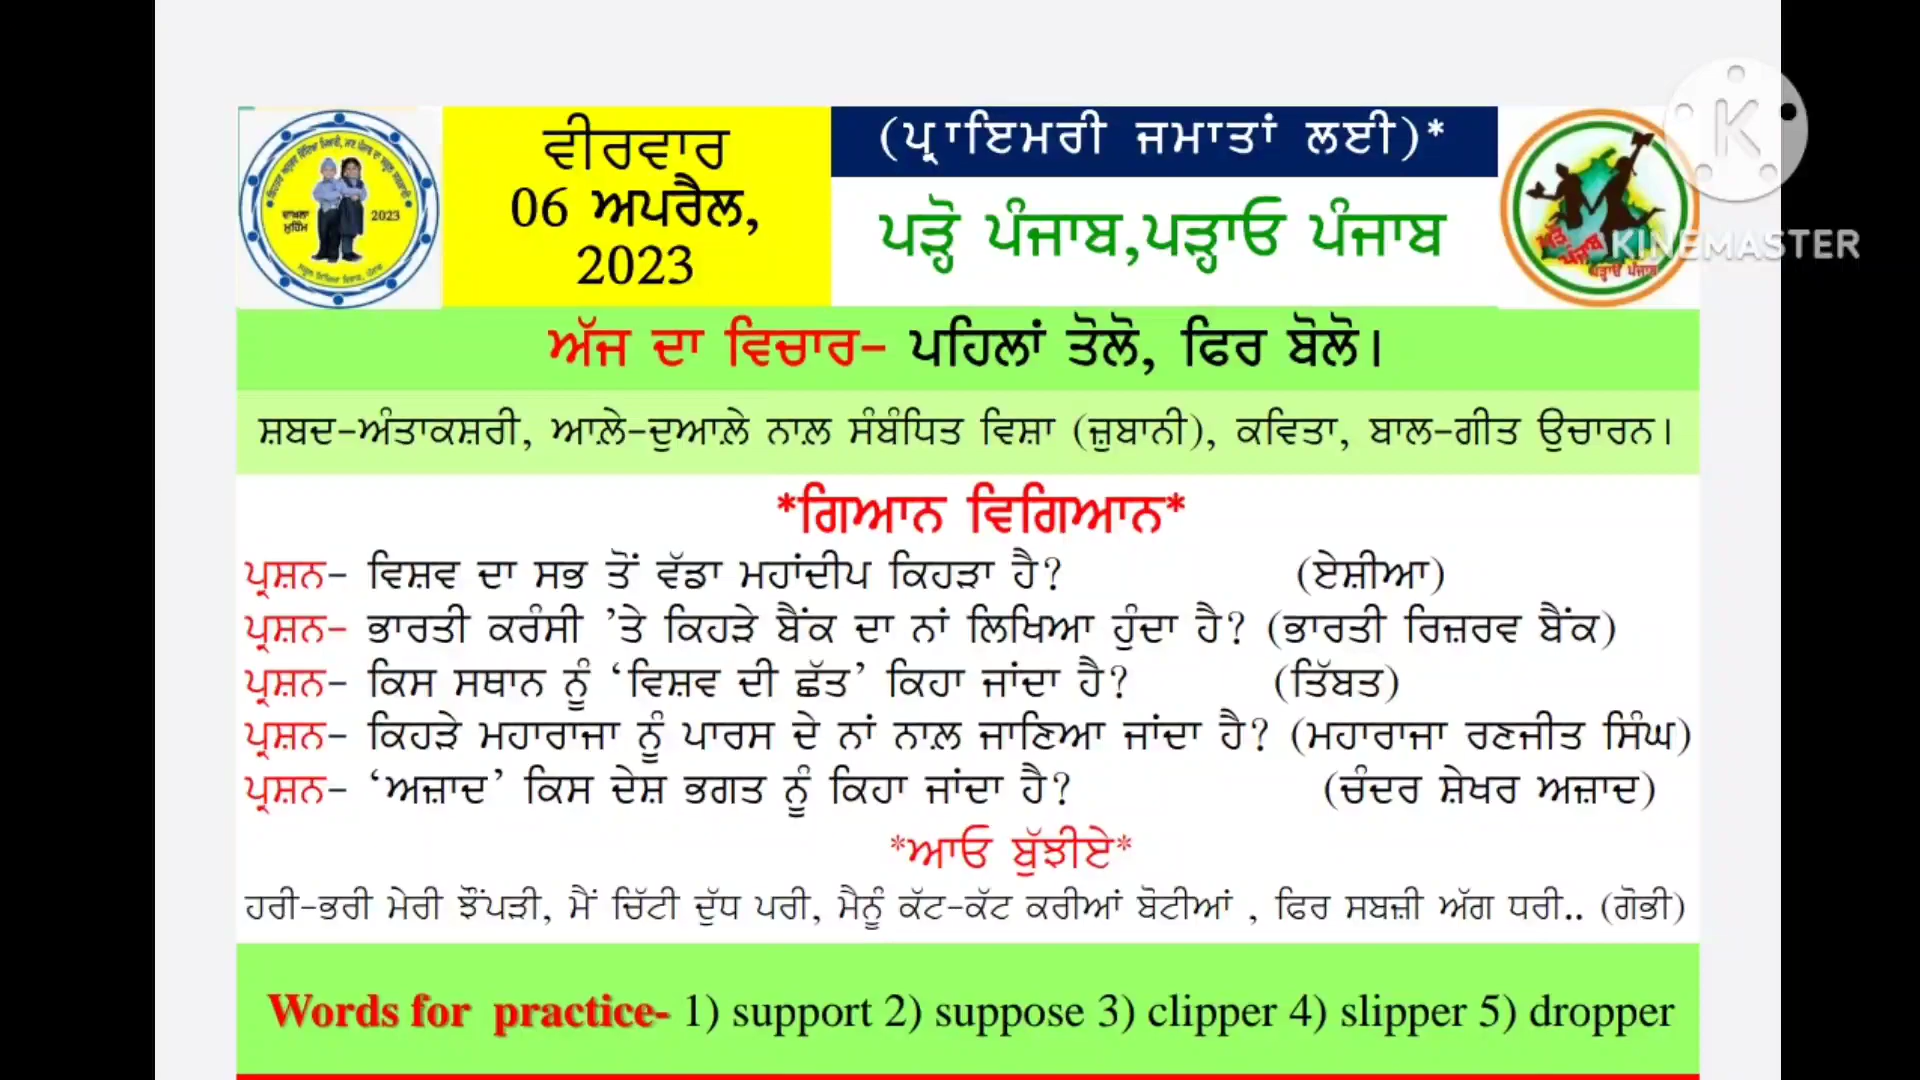 ਵੀਰਵਾਰ
06 ਅਪਰੈਲ,
2023
(ਪ੍ਰਾਇਮਰੀ ਜਮਾਤਾਂ ਲਈ)*
ਪੜ੍ਹੋ ਪੰਜਾਬ,ਪੜ੍ਹਾਓ ਪੰਜਾਬ
ਦਾਖ਼ਲਾ 2023
ਮੁਹਿੰਮ
ਪੜ੍ਹਾਓ ਪੰਜਾਬ
KINEMASTER
ਅੱਜ ਦਾ ਵਿਚਾਰ- ਪਹਿਲਾਂ ਤੋਲੋ, ਫਿਰ ਬੋਲੋ।
ਸ਼ਬਦ-ਅੰਤਾਕਸ਼ਰੀ, ਆਲ਼ੇ-ਦੁਆਲ਼ੇ ਨਾਲ਼ ਸੰਬੰਧਿਤ ਵਿਸ਼ਾ (ਜ਼ੁਬਾਨੀ), ਕਵਿਤਾ, ਬਾਲ-ਗੀਤ ਉਚਾਰਨ।
*ਗਿਆਨ ਵਿਗਿਆਨ*
ਪ੍ਰਸ਼ਨ- ਵਿਸ਼ਵ ਦਾ ਸਭ ਤੋਂ ਵੱਡਾ ਮਹਾਂਦੀਪ ਕਿਹੜਾ ਹੈ? (ਏਸ਼ੀਆ)
ਪ੍ਰਸ਼ਨ- ਭਾਰਤੀ ਕਰੰਸੀ ’ਤੇ ਕਿਹੜੇ ਬੈਂਕ ਦਾ ਨਾਂ ਲਿਖਿਆ ਹੁੰਦਾ ਹੈ? (ਭਾਰਤੀ ਰਿਜ਼ਰਵ ਬੈਂਕ)
ਪ੍ਰਸ਼ਨ- ਕਿਸ ਸਥਾਨ ਨੂੰ ‘ਵਿਸ਼ਵ ਦੀ ਛੱਤ’ ਕਿਹਾ ਜਾਂਦਾ ਹੈ? (ਤਿੱਬਤ)
ਪ੍ਰਸ਼ਨ- ਕਿਹੜੇ ਮਹਾਰਾਜਾ ਨੂੰ ਪਾਰਸ ਦੇ ਨਾਂ ਨਾਲ਼ ਜਾਣਿਆ ਜਾਂਦਾ ਹੈ? (ਮਹਾਰਾਜਾ ਰਣਜੀਤ ਸਿੰਘ)
ਪ੍ਰਸ਼ਨ- ‘ਅਜ਼ਾਦ’ ਕਿਸ ਦੇਸ਼ ਭਗਤ ਨੂੰ ਕਿਹਾ ਜਾਂਦਾ ਹੈ? (ਚੰਦਰ ਸ਼ੇਖਰ ਅਜ਼ਾਦ)
*ਆਓ ਬੁੱਝੀਏ*
ਹਰੀ-ਭਰੀ ਮੇਰੀ ਝੌਂਪੜੀ, ਮੈਂ ਚਿੱਟੀ ਦੁੱਧ ਪਰੀ, ਮੈਨੂੰ ਕੱਟ-ਕੱਟ ਕਰੀਆਂ ਬੋਟੀਆਂ , ਫਿਰ ਸਬਜ਼ੀ ਅੱਗ ਧਰੀ.. (ਗੋਭੀ)
Words for practice- 1) support 2) suppose 3) clipper 4) slipper 5) dropper